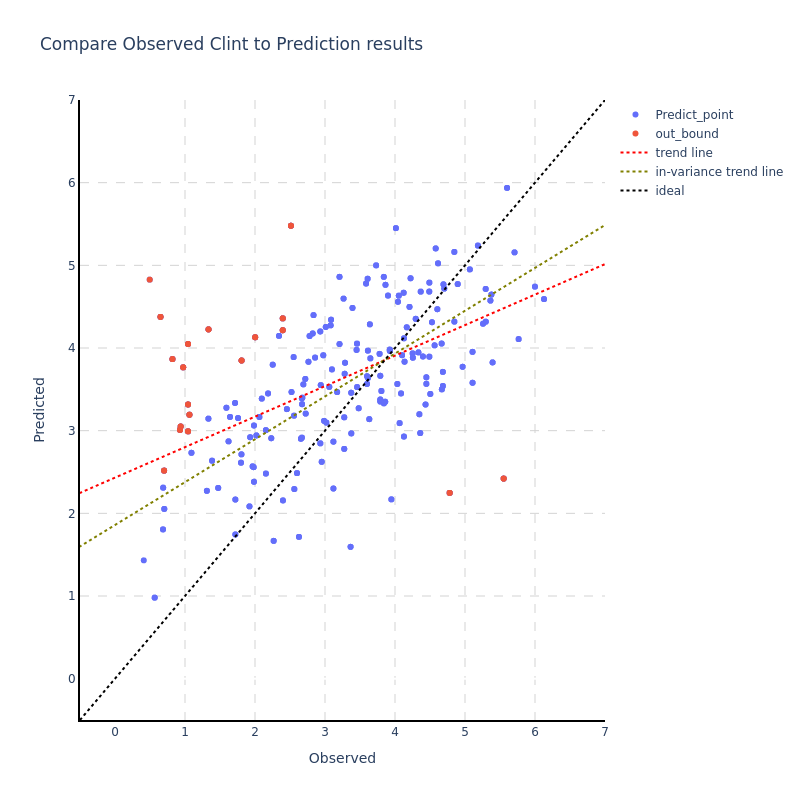 Compare Observed Clint to Prediction results
7
6
5
4
3
2
1
0
0
1
2
3
4
5
6
7
Predicted
Observed
Predict_point
out_bound
trend line
in-variance trend line
ideal